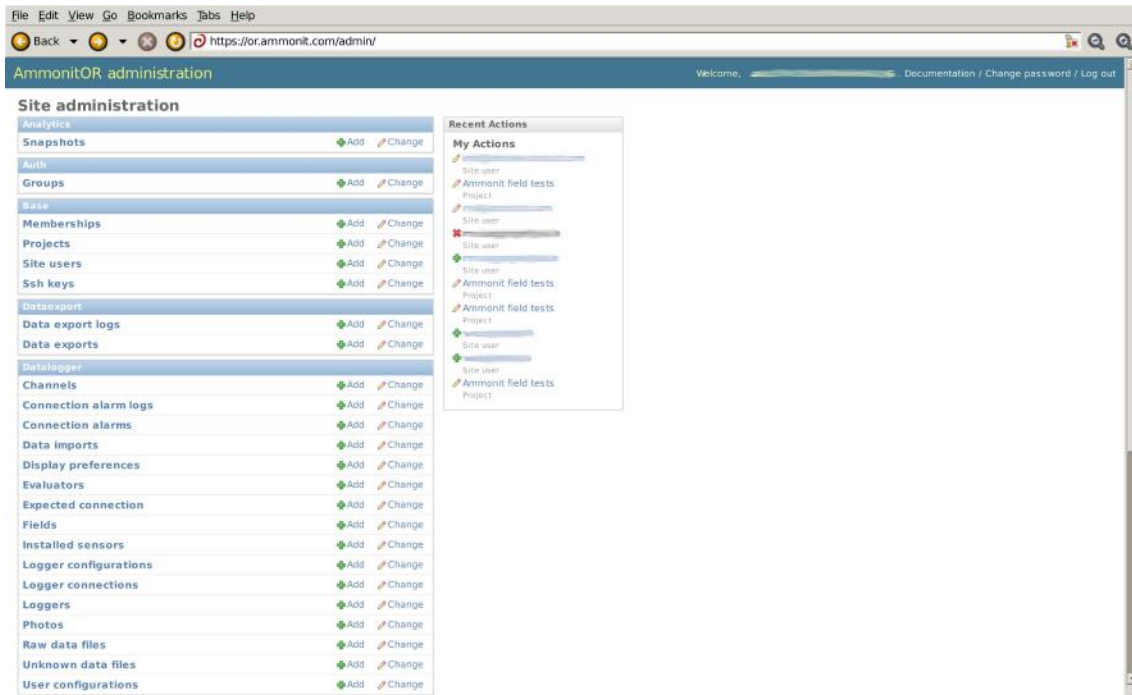 File Edit View Go Bookmarks Tabs Help
Back https://or.ammonit.com/admin/
AmmonitOR administration
Welcome, . Documentation / Change password / Log out
Site administration
Analytics
Snapshots Add Change
Auth
Groups Add Change
Base
Memberships Add Change
Projects Add Change
Site users Add Change
Ssh keys Add Change
Dataexport
Data export logs Add Change
Data exports Add Change
Datalogger
Channels Add Change
Connection alarm logs Add Change
Connection alarms Add Change
Data imports Add Change
Display preferences Add Change
Evaluators Add Change
Expected connection Add Change
Fields Add Change
Installed sensors Add Change
Logger configurations Add Change
Logger connections Add Change
Loggers Add Change
Photos Add Change
Raw data files Add Change
Unknown data files Add Change
User configurations Add Change
Recent Actions
My Actions
Site user
Ammonit field tests
Project
Site user
Site user
Site user
Ammonit field tests
Project
Ammonit field tests
Project
Site user
Site user
Ammonit field tests
Project